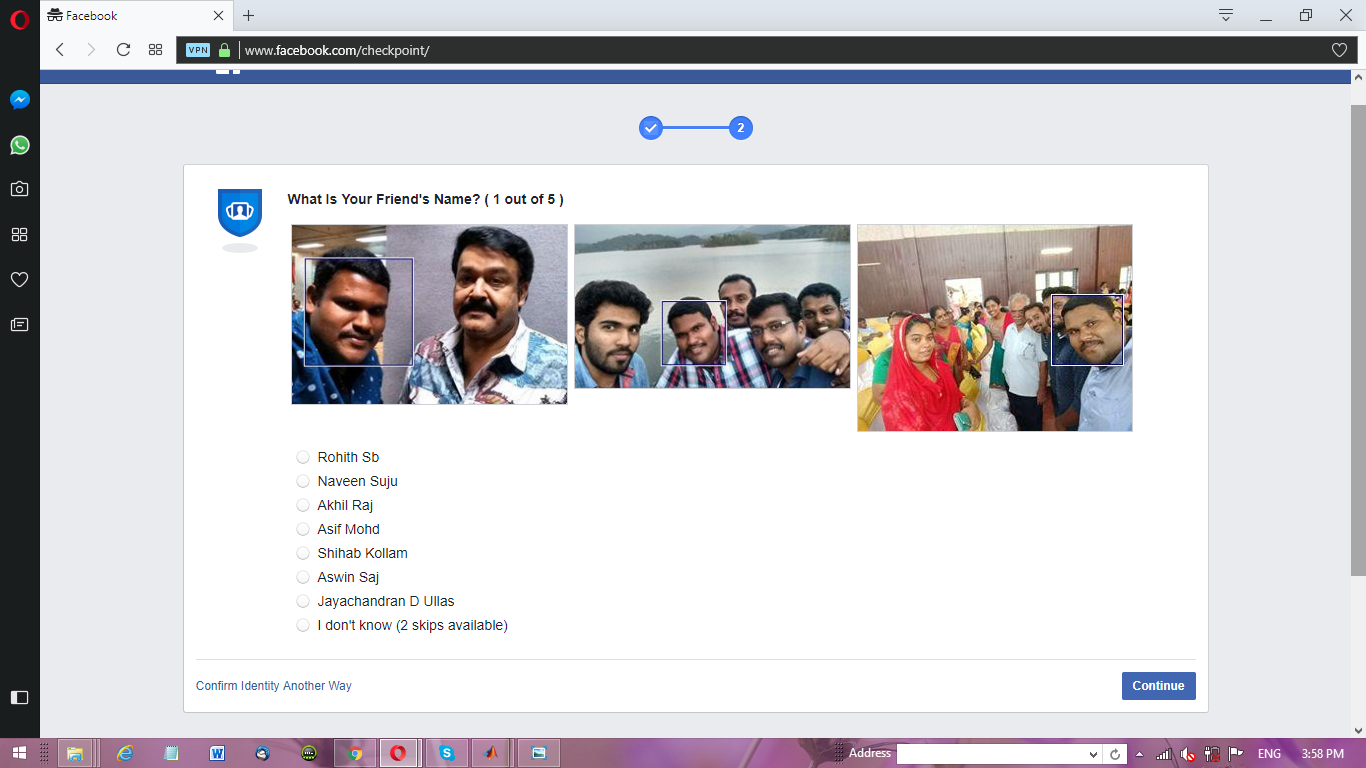 Facebook
VPN
www.facebook.com/checkpoint/
2
What Is Your Friend's Name? ( 1 out of 5 )
Rohith Sb
Naveen Suju
Akhil Raj
Asif Mohd
Shihab Kollam
Aswin Saj
Jayachandran D Ullas
I don't know (2 skips available)
Confirm Identity Another Way
Continue
Address
ENG
3:58 PM